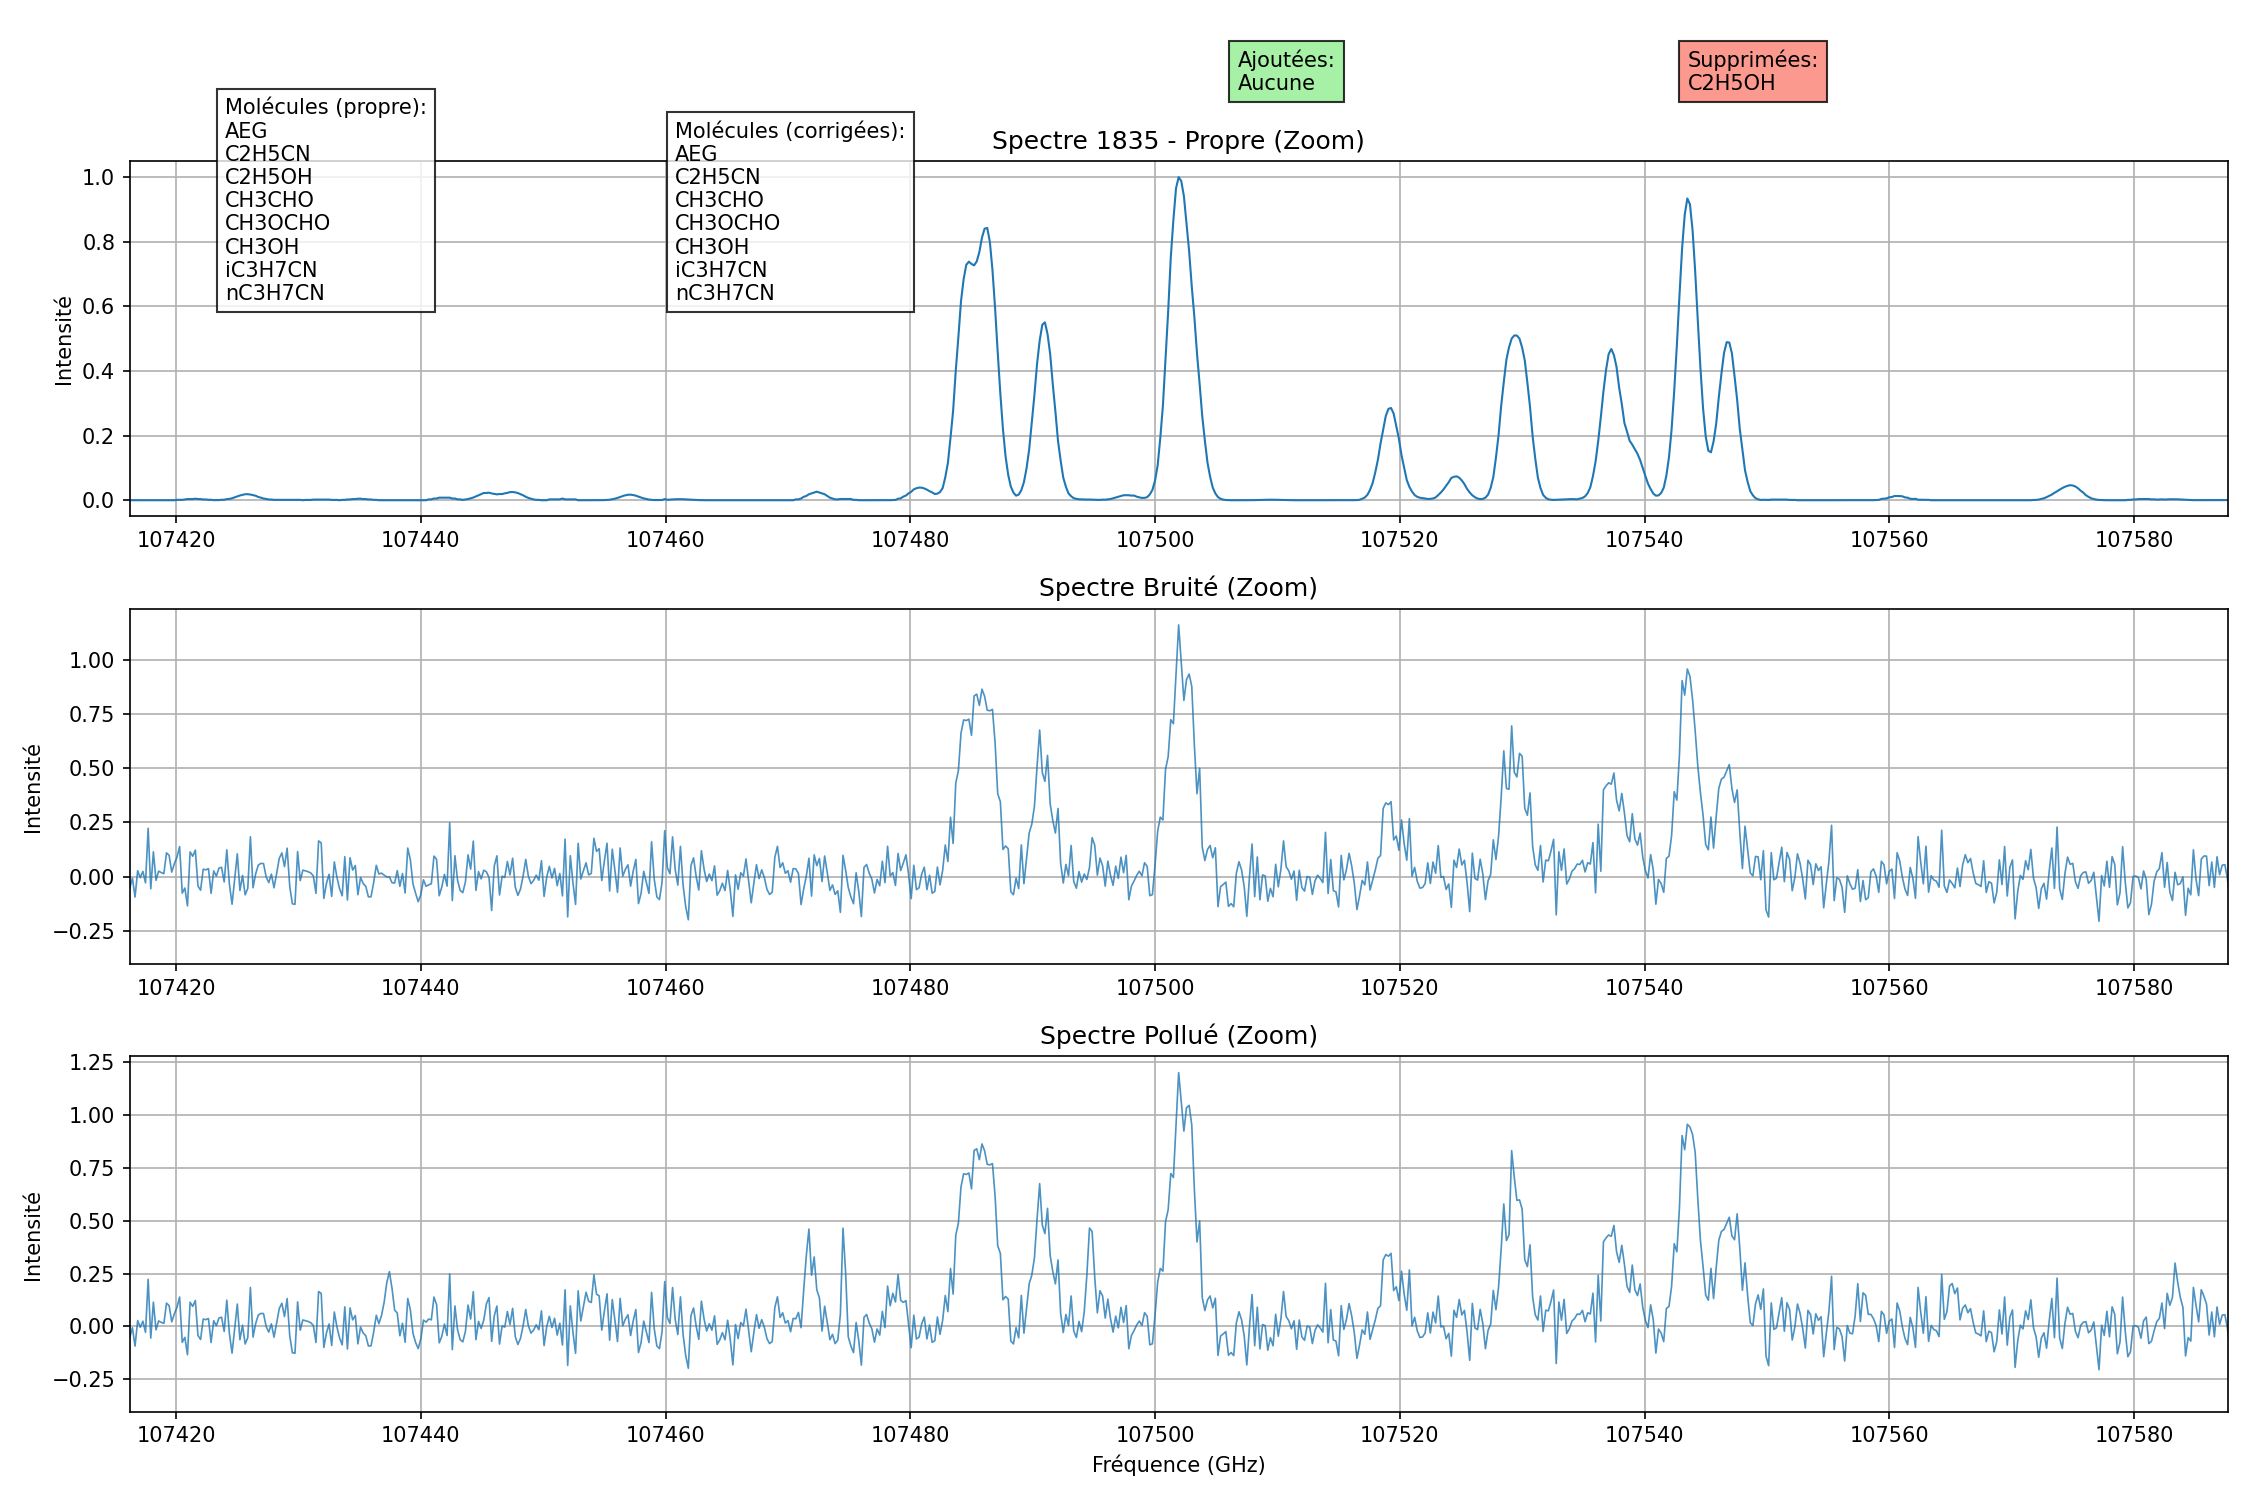 Ajoutées:
Aucune
Supprimées:
C2H5OH
Molécules (propre):
AEG
C2H5CN
C2H5OH
CH3CHO
CH3OCHO
CH3OH
iC3H7CN
nC3H7CN
Molécules (corrigées):
AEG
C2H5CN
CH3CHO
CH3OCHO
CH3OH
iC3H7CN
nC3H7CN
Spectre 1835 - Propre (Zoom)
Intensité
1.0
0.8
0.6
0.4
0.2
0.0
107420 107440 107460 107480 107500 107520 107540 107560 107580
Spectre Bruité (Zoom)
Intensité
1.00
0.75
0.50
0.25
0.00
−0.25
107420 107440 107460 107480 107500 107520 107540 107560 107580
Spectre Pollué (Zoom)
Intensité
1.25
1.00
0.75
0.50
0.25
0.00
−0.25
107420 107440 107460 107480 107500 107520 107540 107560 107580
Fréquence (GHz)